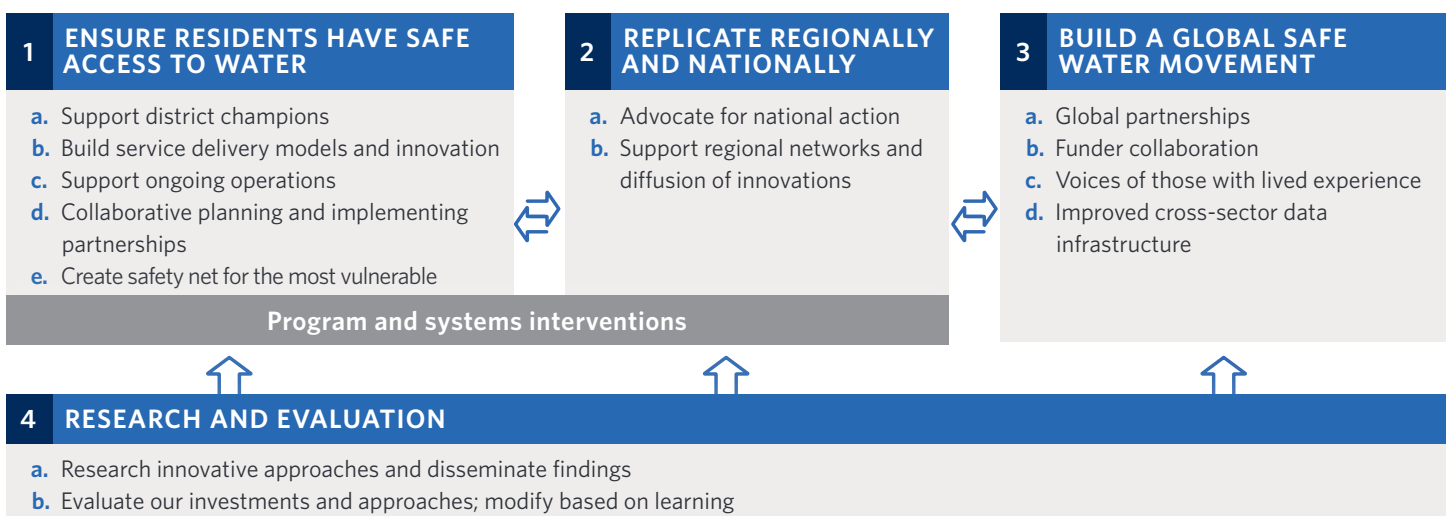 1
ENSURE RESIDENTS HAVE SAFE
ACCESS TO WATER
a. Support district champions
b. Build service delivery models and innovation
c. Support ongoing operations
d. Collaborative planning and implementing
partnerships
e. Create safety net for the most vulnerable
2
REPLICATE REGIONALLY
AND NATIONALLY
a. Advocate for national action
b. Support regional networks and
diffusion of innovations
Program and systems interventions
3
BUILD A GLOBAL SAFE
WATER MOVEMENT
a. Global partnerships
b. Funder collaboration
c. Voices of those with lived experience
d. Improved cross-sector data
infrastructure
4 RESEARCH AND EVALUATION
a. Research innovative approaches and disseminate findings
b. Evaluate our investments and approaches; modify based on learning